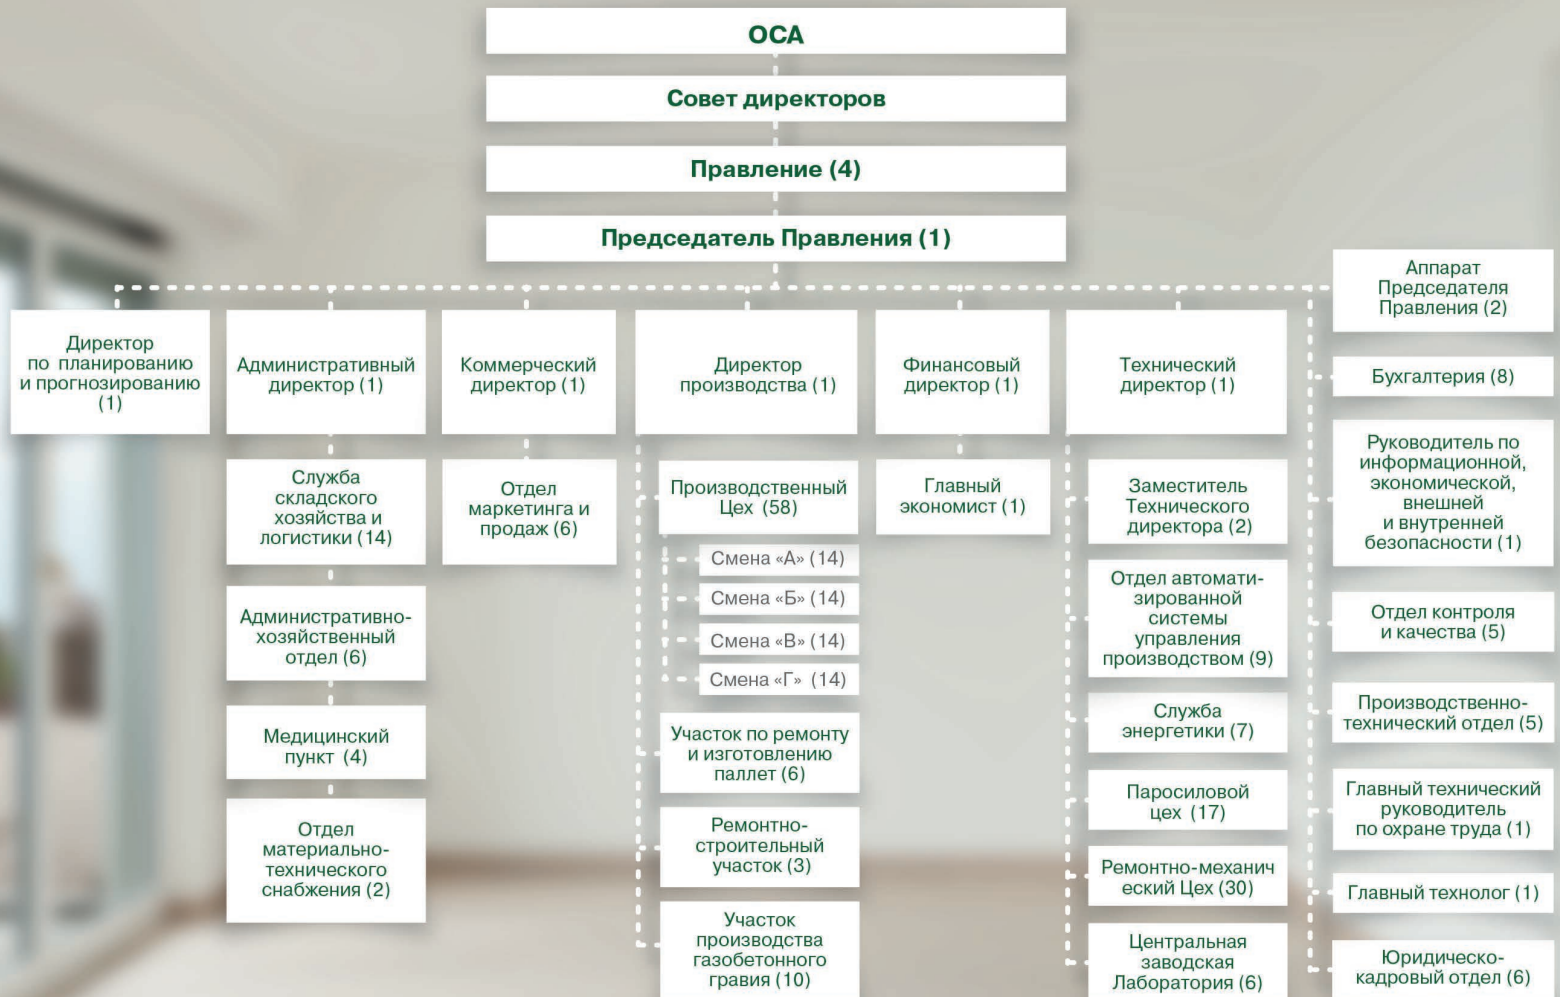 ОСА
Совет директоров
Правление (4)
Председатель Правления (1)
Директор
по планированию
и прогнозированию
(1)
Административный
директор (1)
Служба
складского
хозяйства и
логистики (14)
Административно-
хозяйственный
отдел (6)
Медицинский
пункт (4)
Отдел
материально-
технического
снабжения (2)
Коммерческий
директор (1)
Отдел
маркетинга и
продаж (6)
Директор
производства (1)
Производственный
Цех (58)
Смена «А» (14)
Смена «Б» (14)
Смена «В» (14)
Смена «Г» (14)
Участок по ремонту
и изготовлению
паллет (6)
Ремонтно-
строительный
участок (3)
Участок
производства
газобетонного
гравия (10)
Финансовый
директор (1)
Главный
экономист (1)
Технический
директор (1)
Заместитель
Технического
директора (2)
Отдел автомати-
зированной
системы
управления
производством (9)
Служба
энергетики (7)
Паросиловой
цех (17)
Ремонтно-механич
еский Цех (30)
Центральная
заводская
Лаборатория (6)
Аппарат
Председателя
Правления (2)
Бухгалтерия (8)
Руководитель по
информационной,
экономической,
внешней
и внутренней
безопасности (1)
Отдел контроля
и качества (5)
Производственно-
технический отдел (5)
Главный технический
руководитель
по охране труда (1)
Главный технолог (1)
Юридическо-
кадровый отдел (6)